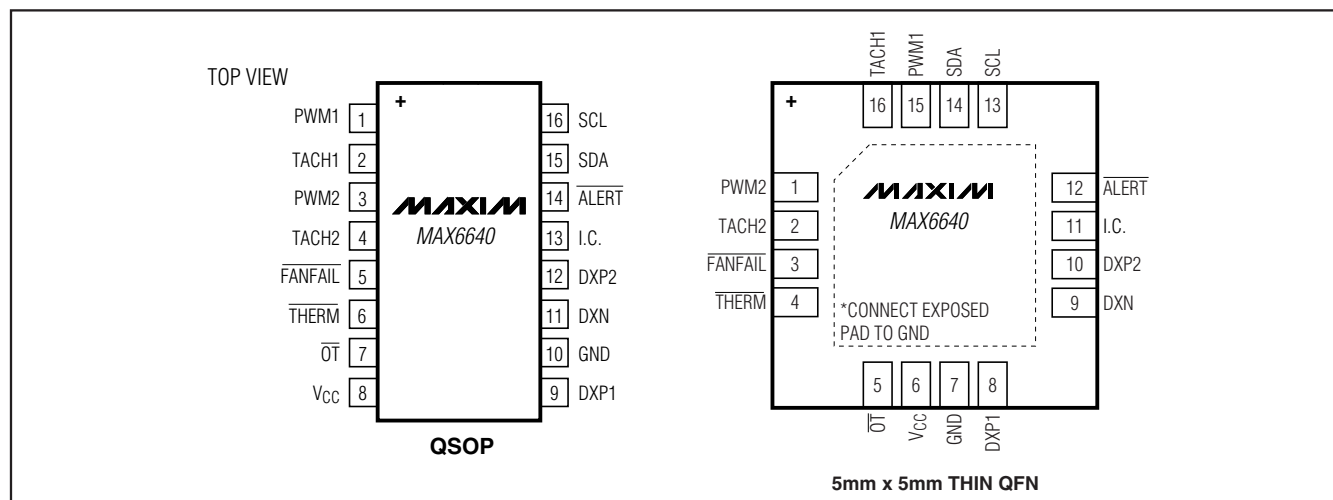 TOP VIEW
+
PWM1 1
TACH1 2
PWM2 3
TACH2 4
FANFAIL 5
THERM 6
OT 7
VCC 8
MAXIM
MAX6640
16 SCL
15 SDA
14 ALERT
13 I.C.
12 DXP2
11 DXN
10 GND
9 DXP1
QSOP
TACH1 PWM1 SDA SCL
16 15 14 13
+
PWM2 1
TACH2 2
FANFAIL 3
THERM 4
MAXIM
MAX6640
*CONNECT EXPOSED
PAD TO GND
12 ALERT
11 I.C.
10 DXP2
9 DXN
5 6 7 8
OT VCC GND DXP1
5mm x 5mm THIN QFN